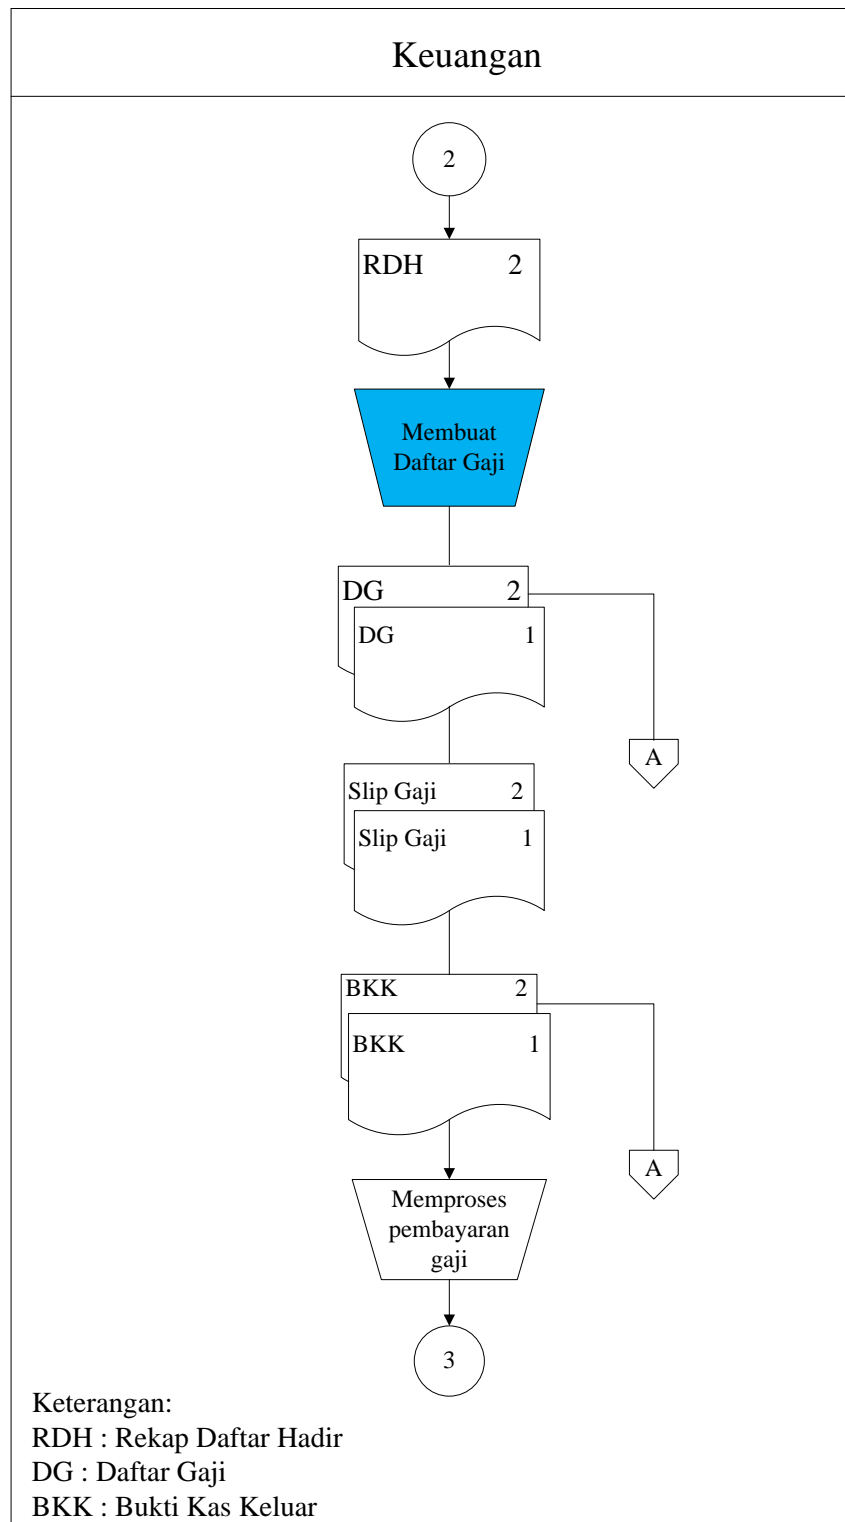 Keuangan
2
RDH 2
Membuat
Daftar Gaji
DG 2
DG 1
A
Slip Gaji 2
Slip Gaji 1
BKK 2
BKK 1
A
Memproses
pembayaran
gaji
3
Keterangan:
RDH : Rekap Daftar Hadir
DG : Daftar Gaji
BKK : Bukti Kas Keluar